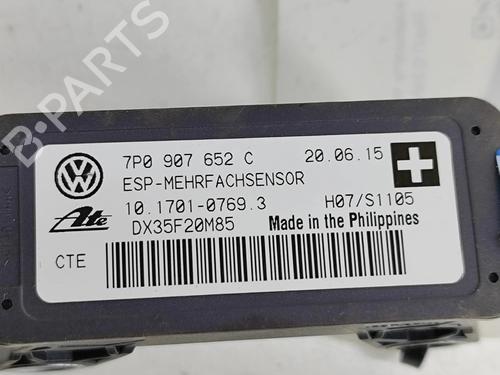 B-PARTS
7P0 907 652 C 20.06.15
ESP-MEHRFACHSENSOR
Ate 10.1701-0769.3 H07/S1105
DX35F20M85 Made in the Philippines
CTE